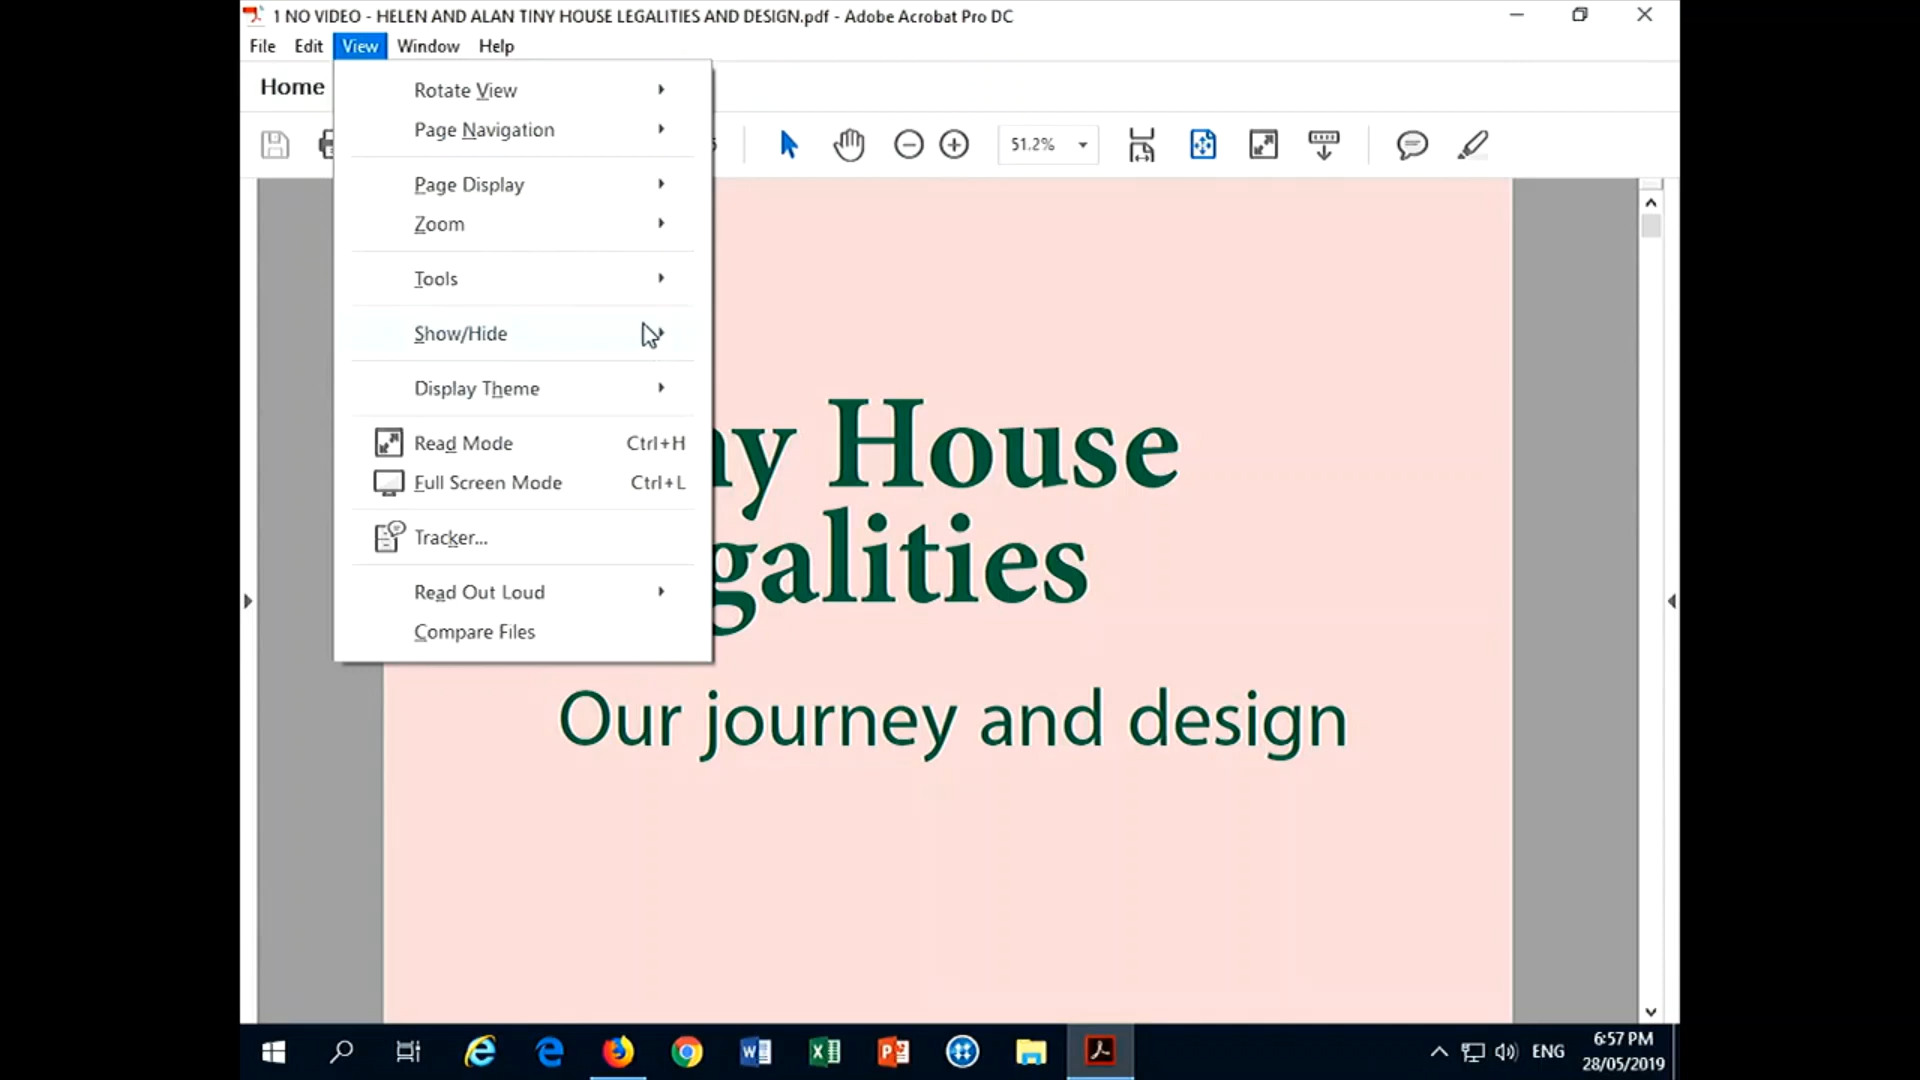 1 NO VIDEO - HELEN AND ALAN TINY HOUSE LEGALITIES AND DESIGN.pdf - Adobe Acrobat Pro DC
File Edit View Window Help
Home
51.2%
Rotate View
Page Navigation
Page Display
Zoom
Tools
Show/Hide
Display Theme
Read Mode Ctrl+H
Full Screen Mode Ctrl+L
Tracker...
Read Out Loud
Compare Files
ny House
galities
Our journey and design
6:57 PM
ENG
28/05/2019